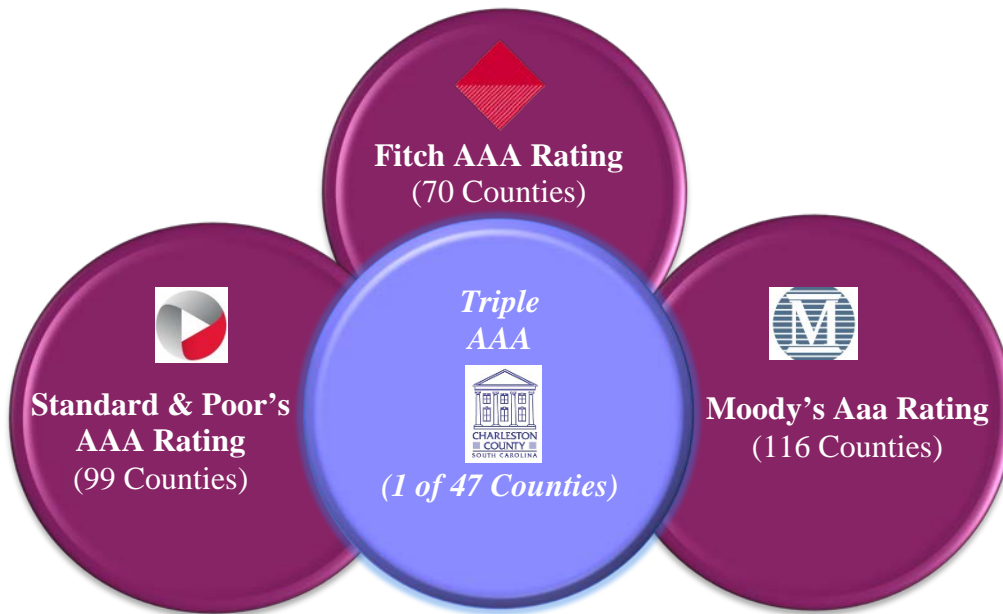 Fitch AAA Rating
(70 Counties)
Standard & Poor's
AAA Rating
(99 Counties)
Triple
AAA
CHARLESTON
COUNTY
SOUTH CAROLINA
(1 of 47 Counties)
M
Moody's Aaa Rating
(116 Counties)